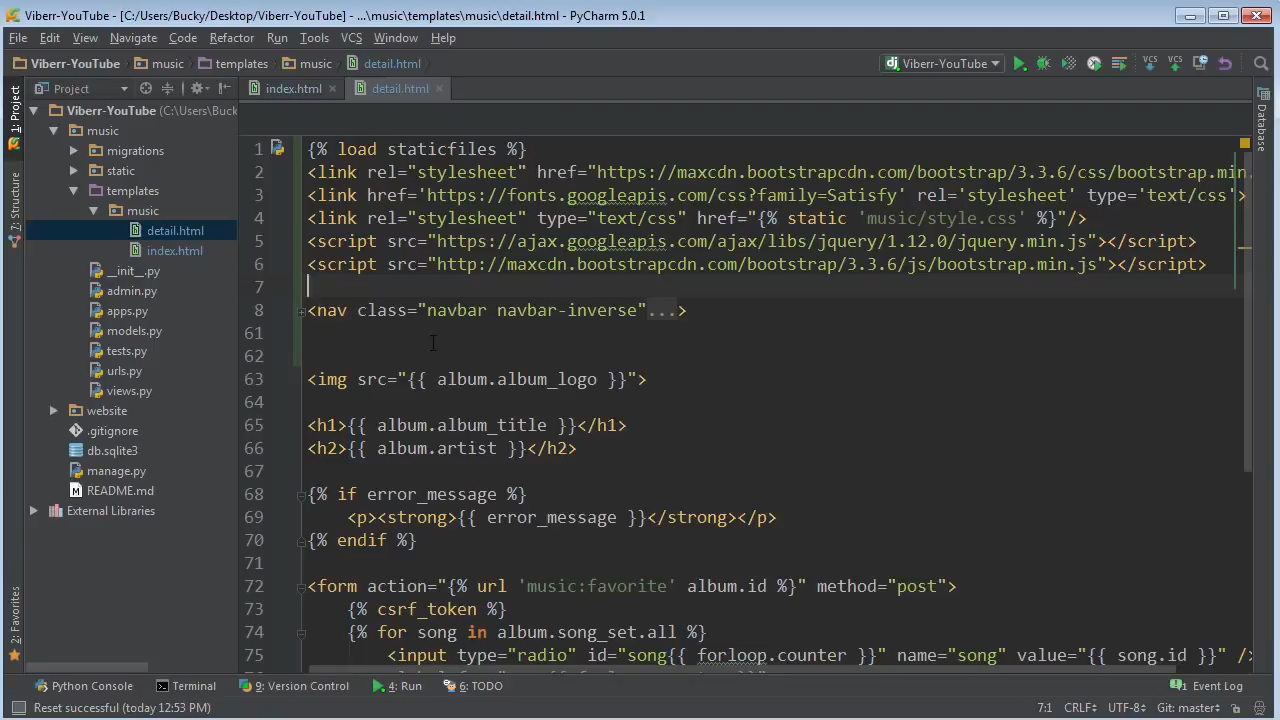 Viberr-YouTube - [C:/Users/Bucky/Desktop/Viberr-YouTube] - ...\music\templates\music\detail.html - PyCharm 5.0.1
File Edit View Navigate Code Refactor Run Tools VCS Window Help
Viberr-YouTube music templates music detail.html dj Viberr-YouTube VCS VCS
Project index.html detail.html
1: Project
Structure
2: Favorites
Database
Viberr-YouTube (C:\Users\Buck
music
migrations
static
templates
music
detail.html
index.html
__init__.py
admin.py
apps.py
models.py
tests.py
urls.py
views.py
website
.gitignore
db.sqlite3
manage.py
README.md
External Libraries
1 {% load staticfiles %}
2 <link rel="stylesheet" href="https://maxcdn.bootstrapcdn.com/bootstrap/3.3.6/css/bootstrap.min.
3 <link href='https://fonts.googleapis.com/css?family=Satisfy' rel='stylesheet' type='text/css'>
4 <link rel="stylesheet" type="text/css" href="{% static 'music/style.css' %}"/>
5 <script src="https://ajax.googleapis.com/ajax/libs/jquery/1.12.0/jquery.min.js"></script>
6 <script src="http://maxcdn.bootstrapcdn.com/bootstrap/3.3.6/js/bootstrap.min.js"></script>
7
8 <nav class="navbar navbar-inverse"...>
61
62
63 <img src="{{ album.album_logo }}">
64
65 <h1>{{ album.album_title }}</h1>
66 <h2>{{ album.artist }}</h2>
67
68 {% if error_message %}
69 <p><strong>{{ error_message }}</strong></p>
70 {% endif %}
71
72 <form action="{% url 'music:favorite' album.id %}" method="post">
73 {% csrf_token %}
74 {% for song in album.song_set.all %}
75 <input type="radio" id="song{{ forloop.counter }}" name="song" value="{{ song.id }}" />
Python Console Terminal 9: Version Control 4: Run 6: TODO 1 Event Log
Reset successful (today 12:53 PM) 7:1 CRLF UTF-8 Git: master